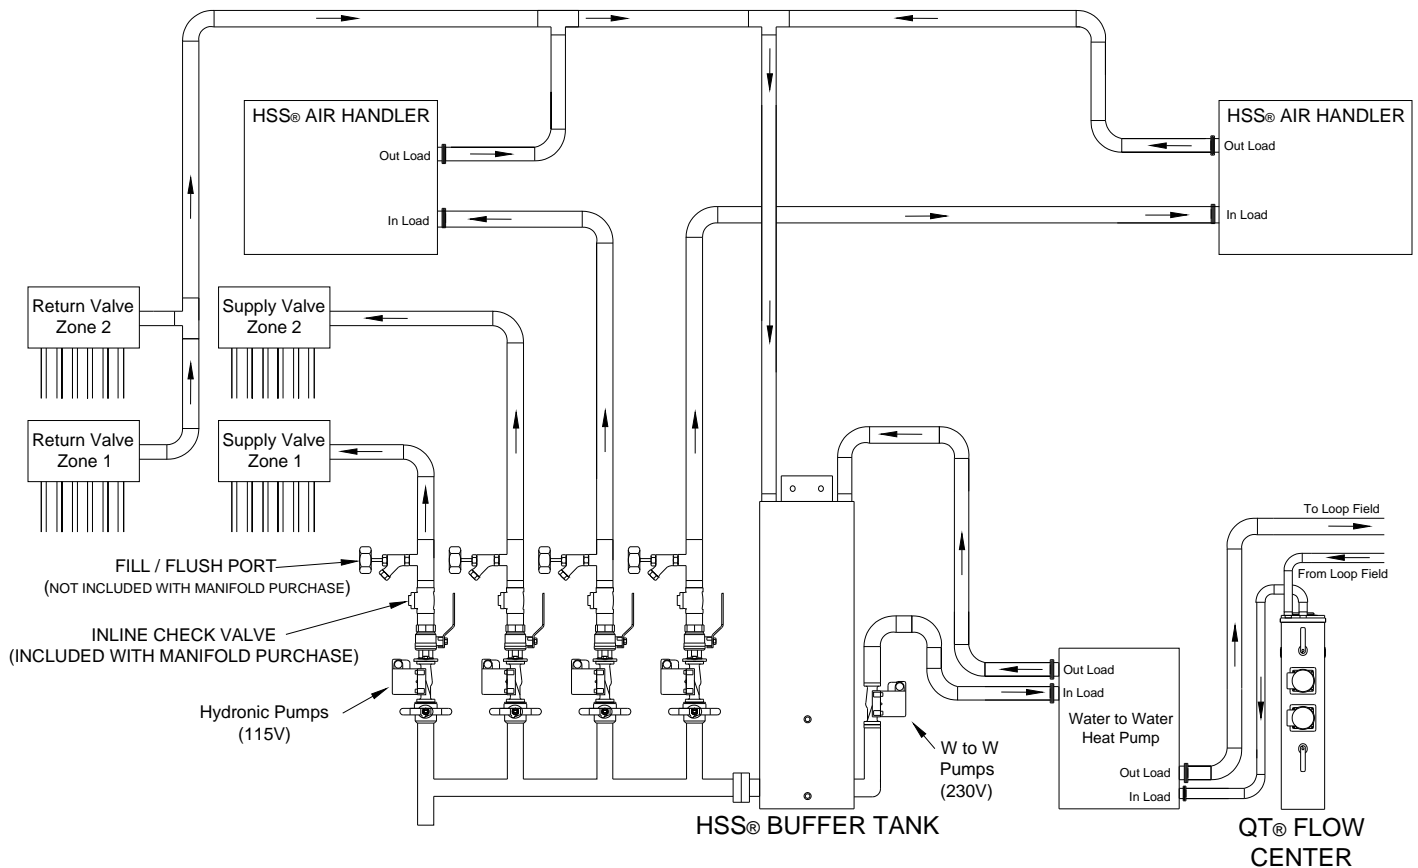 HSS® AIR HANDLER
Out Load
In Load
HSS® AIR HANDLER
Out Load
In Load
Return Valve
Zone 2
Supply Valve
Zone 2
Return Valve
Zone 1
Supply Valve
Zone 1
FILL / FLUSH PORT
(NOT INCLUDED WITH MANIFOLD PURCHASE)
INLINE CHECK VALVE
(INCLUDED WITH MANIFOLD PURCHASE)
Hydronic Pumps
(115V)
HSS® BUFFER TANK
W to W
Pumps
(230V)
Out Load
In Load
Water to Water
Heat Pump
Out Load
In Load
To Loop Field
From Loop Field
QT® FLOW
CENTER